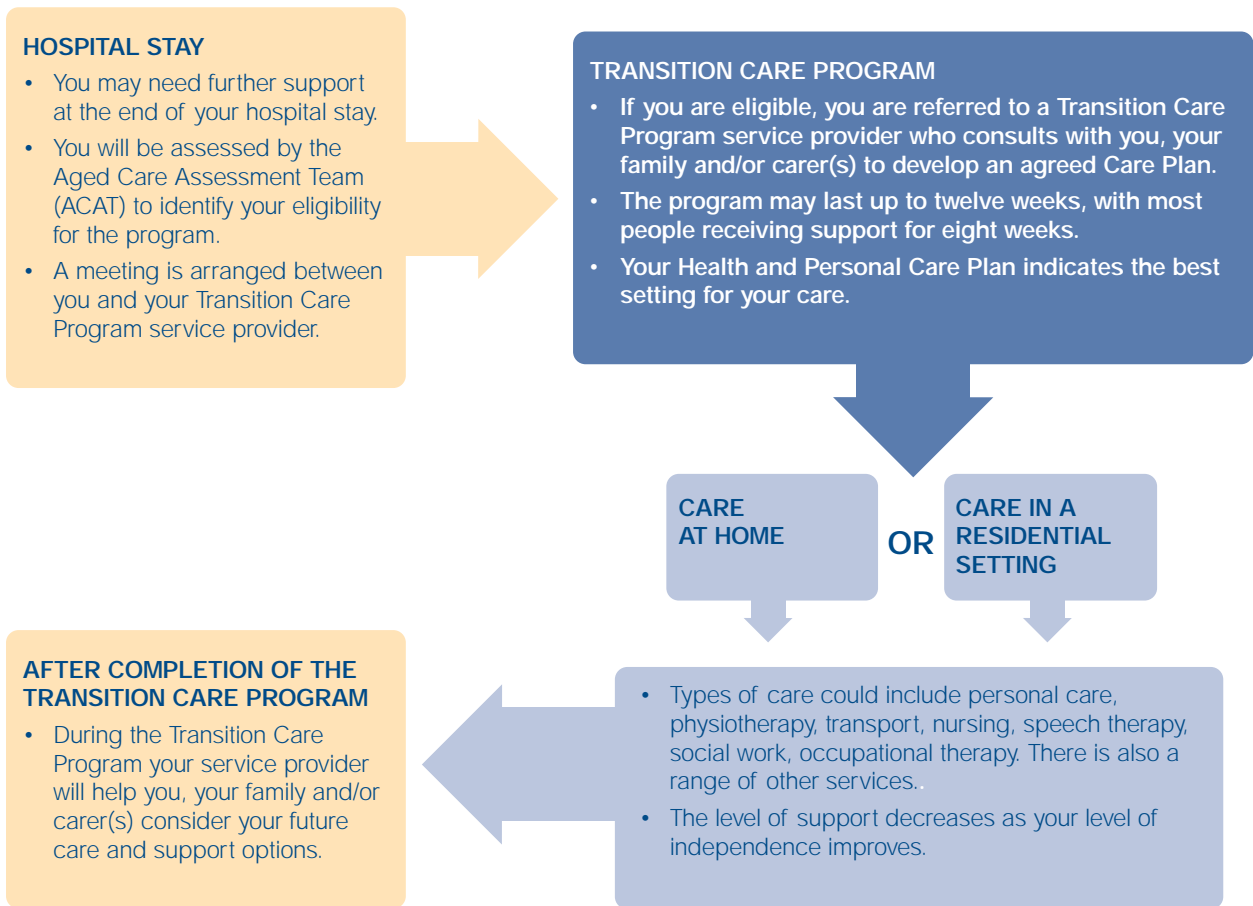 HOSPITAL STAY
• You may need further support
at the end of your hospital stay.
• You will be assessed by the
Aged Care Assessment Team
(ACAT) to identify your eligibility
for the program.
• A meeting is arranged between
you and your Transition Care
Program service provider.
TRANSITION CARE PROGRAM
• If you are eligible, you are referred to a Transition Care
Program service provider who consults with you, your
family and/or carer(s) to develop an agreed Care Plan.
• The program may last up to twelve weeks, with most
people receiving support for eight weeks.
• Your Health and Personal Care Plan indicates the best
setting for your care.
CARE
AT HOME
OR
CARE IN A
RESIDENTIAL
SETTING
• Types of care could include personal care,
physiotherapy, transport, nursing, speech therapy,
social work, occupational therapy. There is also a
range of other services..
• The level of support decreases as your level of
independence improves.
AFTER COMPLETION OF THE
TRANSITION CARE PROGRAM
• During the Transition Care
Program your service provider
will help you, your family and/or
carer(s) consider your future
care and support options.